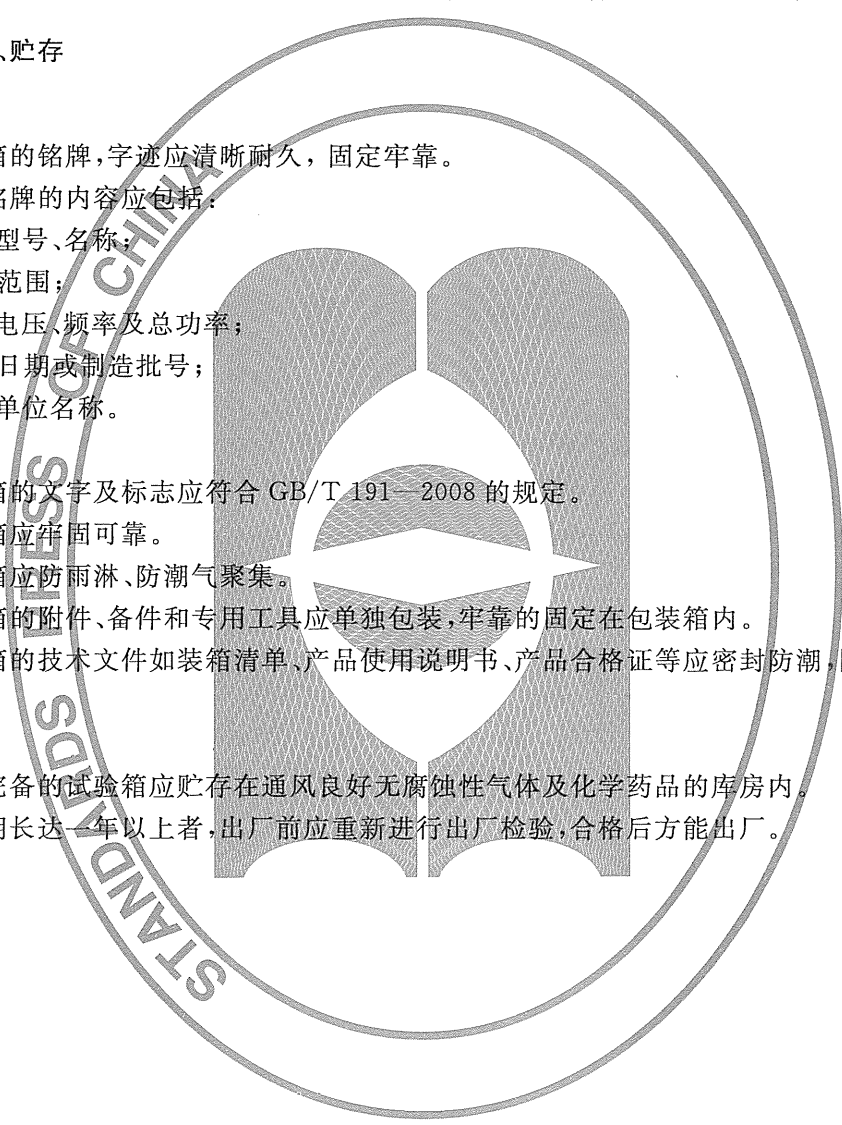 、贮存
箱的铭牌,字迹应清晰耐久,固定牢靠。
名牌的内容应包括:
型号、名称;
范围;
电压、频率及总功率;
日期或制造批号;
单位名称。
箱的文字及标志应符合 GB/T 191—2008 的规定。
箱应牢固可靠。
箱应防雨淋、防潮气聚集。
箱的附件、备件和专用工具应单独包装,牢靠的固定在包装箱内。
箱的技术文件如装箱清单、产品使用说明书、产品合格证等应密封防潮,
完备的试验箱应贮存在通风良好无腐蚀性气体及化学药品的库房内。
期长达一年以上者,出厂前应重新进行出厂检验,合格后方能出厂。
STANDARDS PRESS OF CHINA